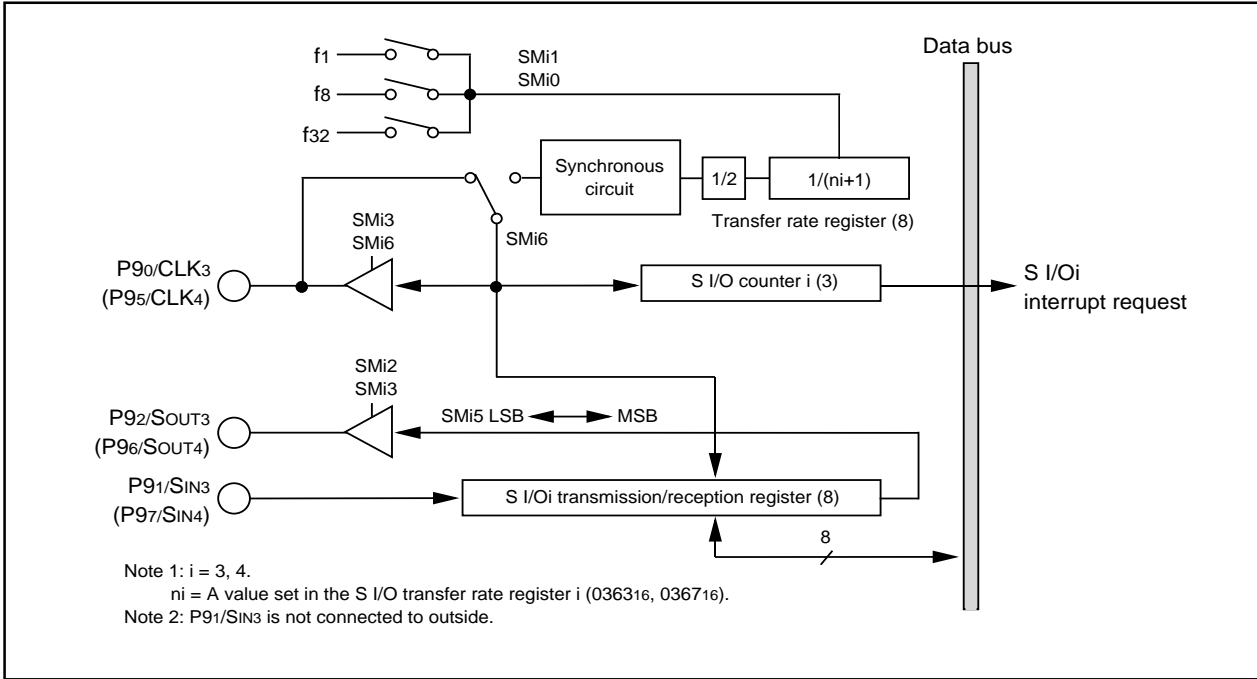 Data bus
f1
SMi1
SMi0
f8
f32
Synchronous
circuit
1/2
1/(ni+1)
Transfer rate register (8)
SMi3
SMi6
SMi6
P90/CLK3
(P95/CLK4)
S I/O counter i (3)
S I/Oi
interrupt request
SMi2
SMi3
SMi5 LSB
MSB
P92/SOUT3
(P96/SOUT4)
P91/SIN3
(P97/SIN4)
S I/Oi transmission/reception register (8)
8
Note 1: i = 3, 4.
ni = A value set in the S I/O transfer rate register i (036316, 036716).
Note 2: P91/SIN3 is not connected to outside.